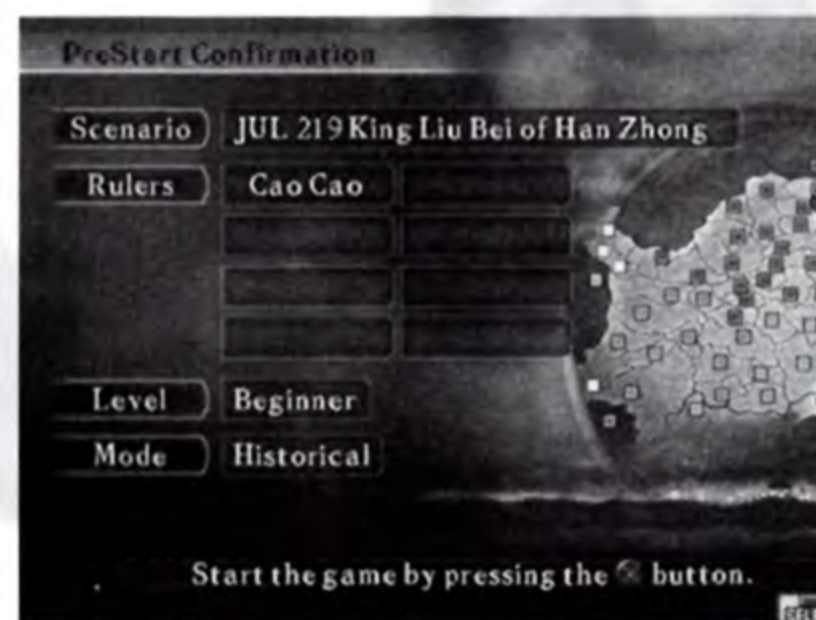 PreStart Confirmation
Scenario JUL 219 King Liu Bei of Han Zhong
Rulers Cao Cao
Level Beginner
Mode Historical
Start the game by pressing the button.